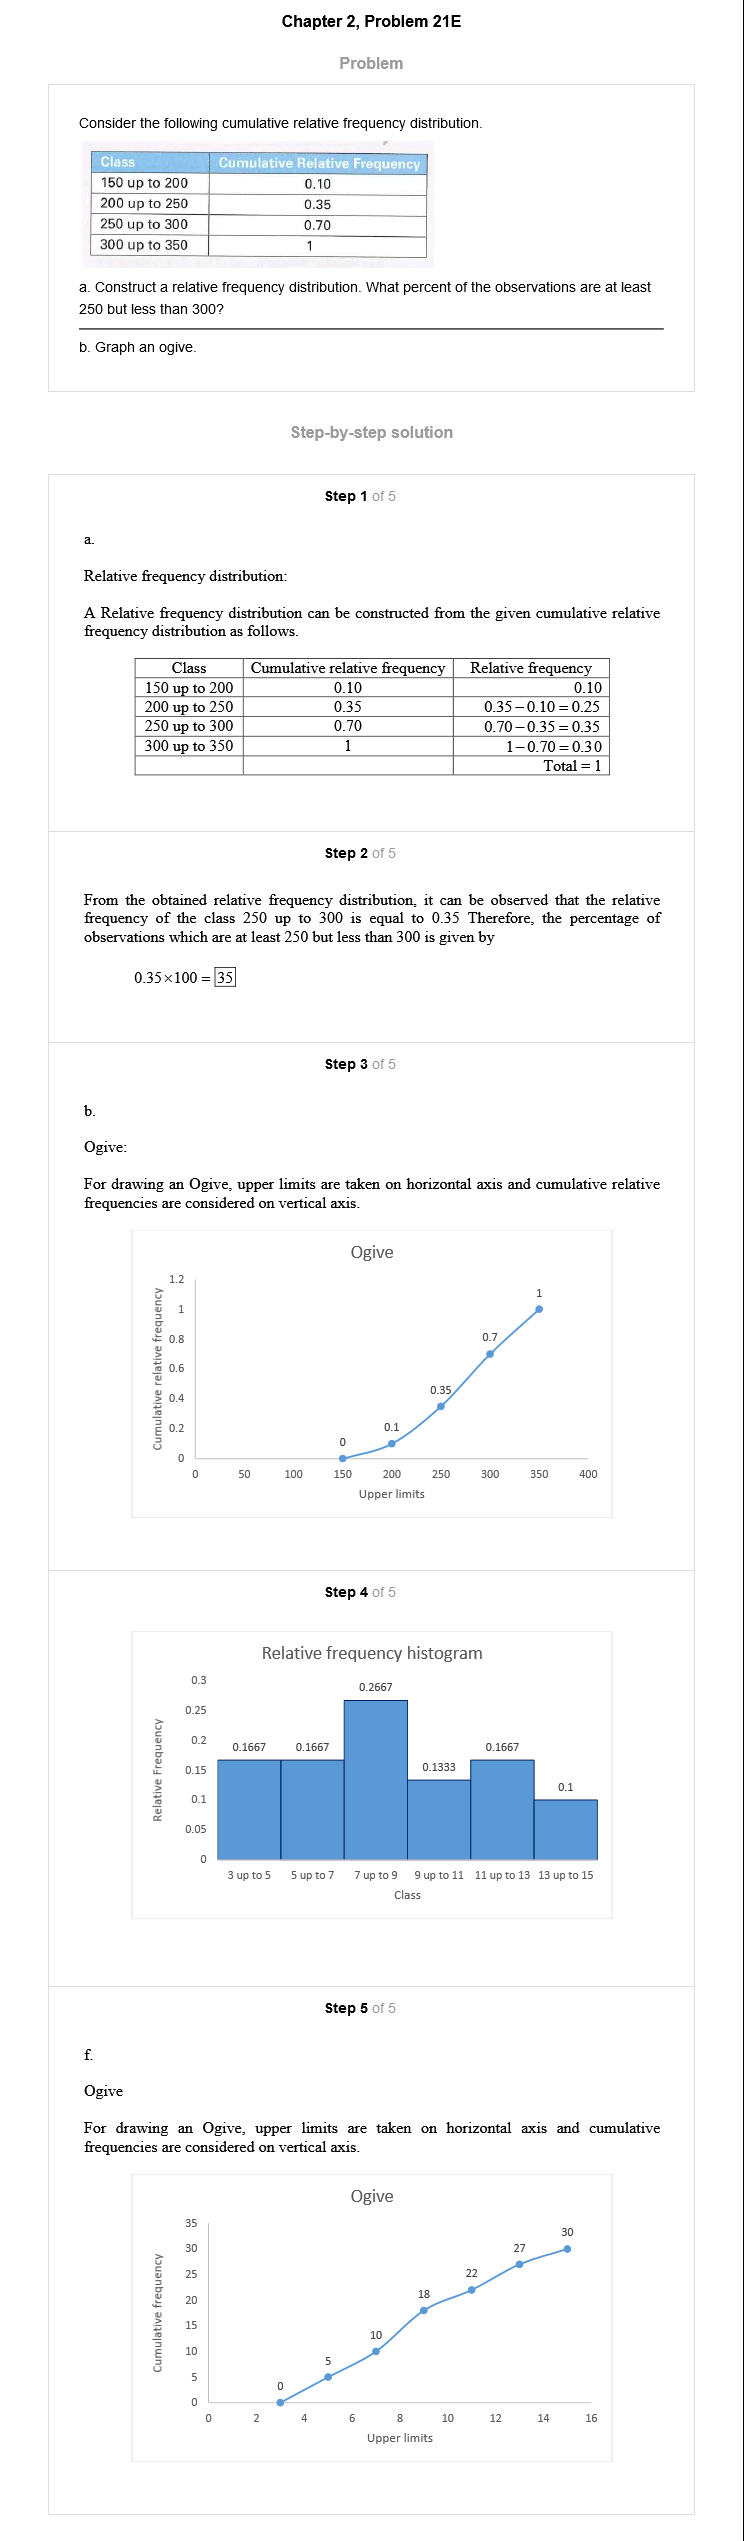 Chapter 2, Problem 21E
Problem
Consider the following cumulative relative frequency distribution.
Class Cumulative Relative Frequency
150 up to 200 0.10
200 up to 250 0.35
250 up to 300 0.70
300 up to 350 1
a. Construct a relative frequency distribution. What percent of the observations are at least
250 but less than 300?
b. Graph an ogive.
Step-by-step solution
Step 1 of 5
a.
Relative frequency distribution:
A Relative frequency distribution can be constructed from the given cumulative relative
frequency distribution as follows.
Class Cumulative relative frequency Relative frequency
150 up to 200 0.10 0.10
200 up to 250 0.35 0.35−0.10=0.25
250 up to 300 0.70 0.70−0.35=0.35
300 up to 350 1 1−0.70=0.30
Total = 1
Step 2 of 5
From the obtained relative frequency distribution, it can be observed that the relative
frequency of the class 250 up to 300 is equal to 0.35 Therefore, the percentage of
observations which are at least 250 but less than 300 is given by
0.35×100 = 35
Step 3 of 5
b.
Ogive:
For drawing an Ogive, upper limits are taken on horizontal axis and cumulative relative
frequencies are considered on vertical axis.
Ogive
Cumulative relative frequency
1.2
1
0.8
0.6
0.4
0.2
0
0
0.1
0.35
0.7
1
0 50 100 150 200 250 300 350 400
Upper limits
Step 4 of 5
Relative frequency histogram
Relative Frequency
0.3
0.25
0.2
0.15
0.1
0.05
0
0.1667 0.1667 0.2667 0.1333 0.1667 0.1
3 up to 5 5 up to 7 7 up to 9 9 up to 11 11 up to 13 13 up to 15
Class
Step 5 of 5
f.
Ogive
For drawing an Ogive, upper limits are taken on horizontal axis and cumulative
frequencies are considered on vertical axis.
Ogive
Cumulative frequency
35
30
25
20
15
10
5
0
0
5
10
18
22
27
30
0 2 4 6 8 10 12 14 16
Upper limits